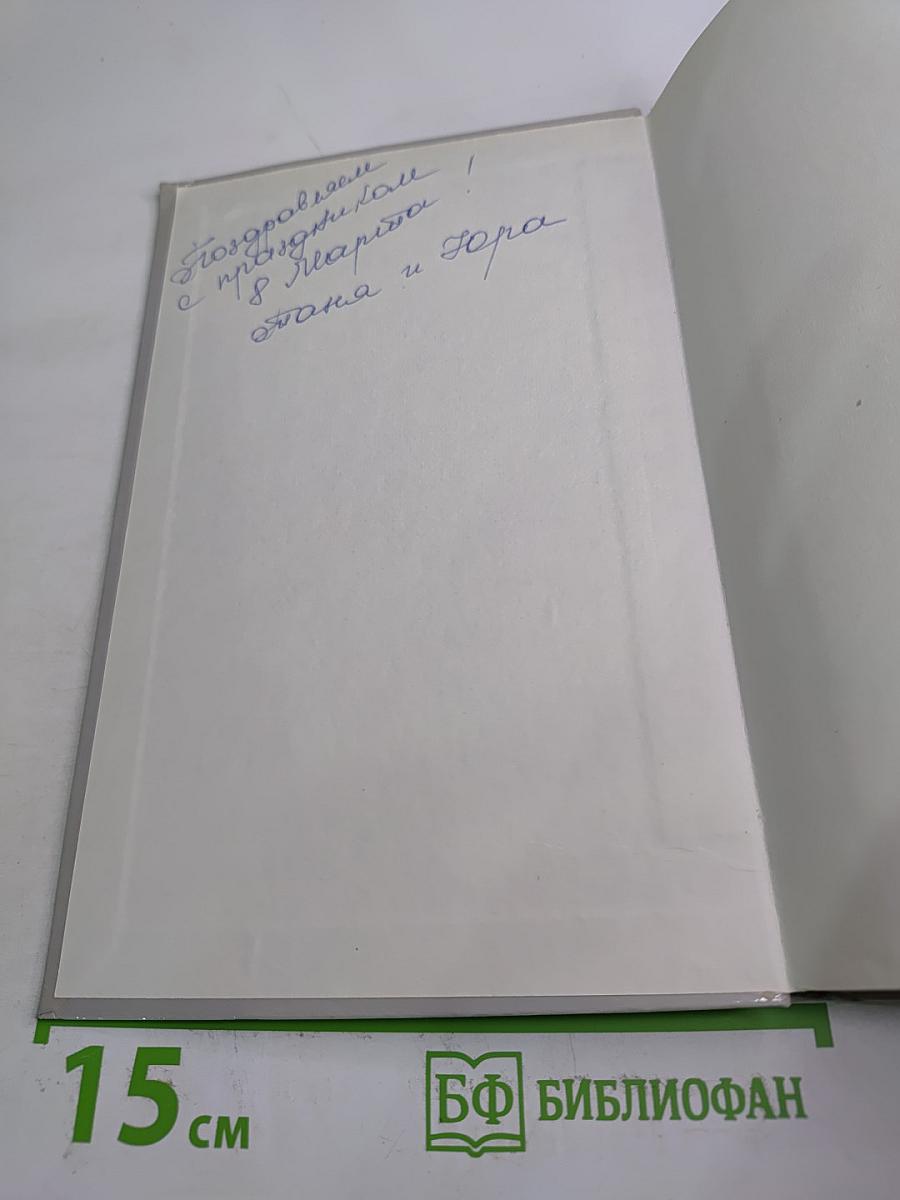 Поздравляем
с праздником
8 Марта !
Таня и Юра
15 см
БФ БИБЛИОФАН